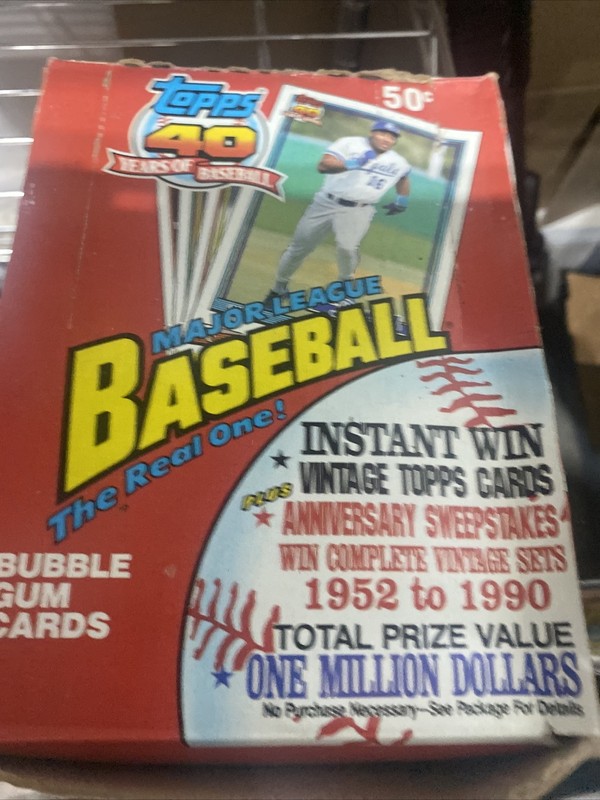 topps
40
YEARS OF BASEBALL
50¢
Royals
16
MAJOR LEAGUE
BASEBALL
The Real One!
BUBBLE
GUM
CARDS
INSTANT WIN
VINTAGE TOPPS CARDS
PLUS
ANNIVERSARY SWEEPSTAKES
WIN COMPLETE VINTAGE SETS
1952 to 1990
TOTAL PRIZE VALUE
ONE MILLION DOLLARS
No Purchase Necessary—See Package For Details